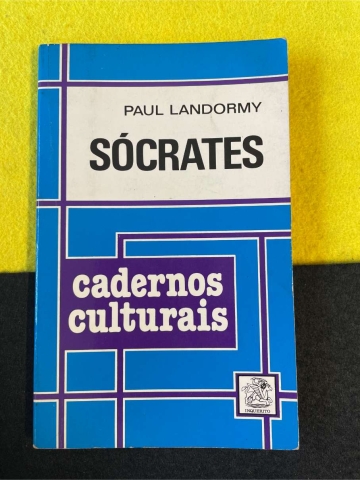 PAUL LANDORMY
SÓCRATES
cadernos
culturais
INQUÉRITO